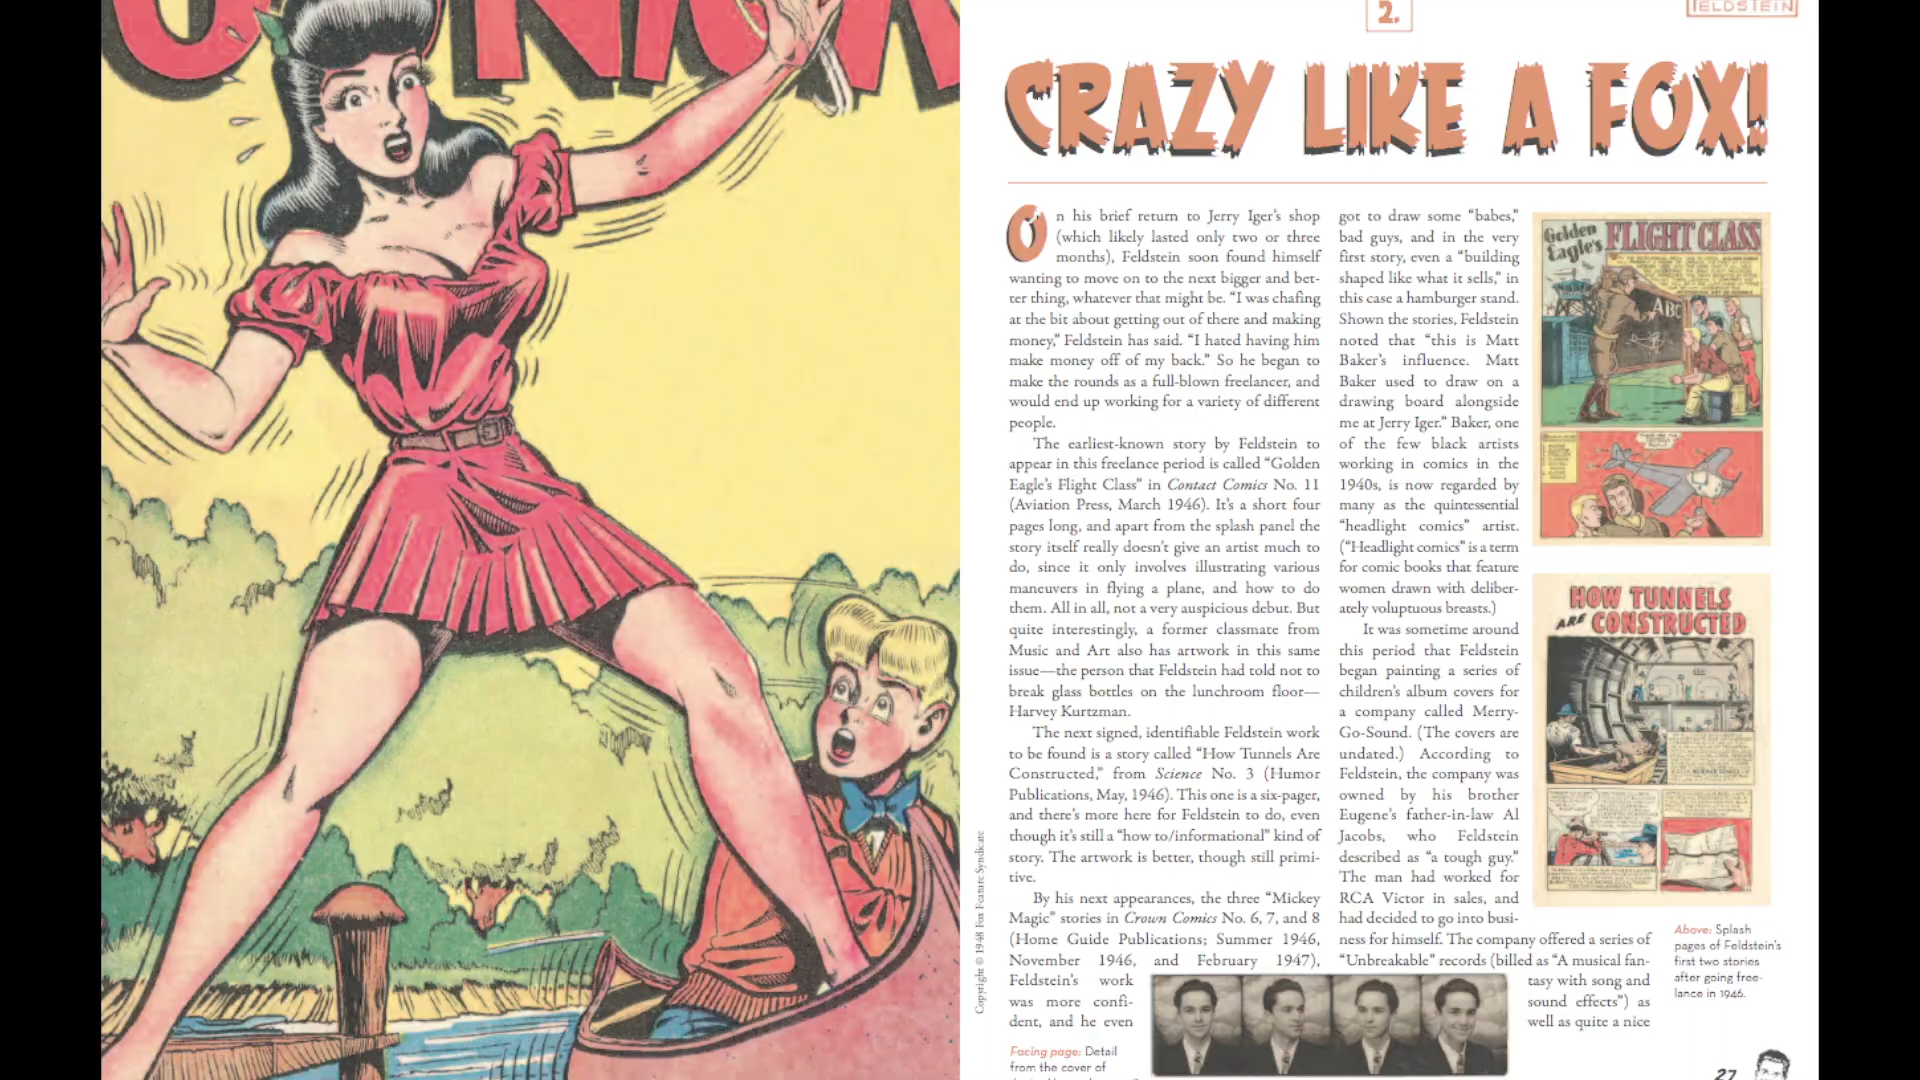 JUNIOR
2.
FELDSTEIN
CRAZY LIKE A FOX!
On his brief return to Jerry Iger's shop
(which likely lasted only two or three
months), Feldstein soon found himself
wanting to move on to the next bigger and bet-
ter thing, whatever that might be. “I was chafing
at the bit about getting out of there and making
money,” Feldstein has said. “I hated having him
make money off of my back.” So he began to
make the rounds as a full-blown freelancer, and
would end up working for a variety of different
people.
The earliest-known story by Feldstein to
appear in this freelance period is called “Golden
Eagle's Flight Class” in Contact Comics No. 11
(Aviation Press, March 1946). It's a short four
pages long, and apart from the splash panel the
story itself really doesn't give an artist much to
do, since it only involves illustrating various
maneuvers in flying a plane, and how to do
them. All in all, not a very auspicious debut. But
quite interestingly, a former classmate from
Music and Art also has artwork in this same
issue—the person that Feldstein had told not to
break glass bottles on the lunchroom floor—
Harvey Kurtzman.
The next signed, identifiable Feldstein work
to be found is a story called “How Tunnels Are
Constructed,” from Science No. 3 (Humor
Publications, May, 1946). This one is a six-pager,
and there's more here for Feldstein to do, even
though it's still a “how to/informational” kind of
story. The artwork is better, though still primi-
tive.
By his next appearances, the three “Mickey
Magic” stories in Crown Comics No. 6, 7, and 8
(Home Guide Publications; Summer 1946,
November 1946, and February 1947),
Feldstein's work
was more confi-
dent, and he even
got to draw some “babes,”
bad guys, and in the very
first story, even a “building
shaped like what it sells,” in
this case a hamburger stand.
Shown the stories, Feldstein
noted that “this is Matt
Baker's influence. Matt
Baker used to draw on a
drawing board alongside
me at Jerry Iger.” Baker, one
of the few black artists
working in comics in the
1940s, is now regarded by
many as the quintessential
“headlight comics” artist.
(“Headlight comics” is a term
for comic books that feature
women drawn with deliber-
ately voluptuous breasts.)
It was sometime around
this period that Feldstein
began painting a series of
children's album covers for
a company called Merry-
Go-Sound. (The covers are
undated.) According to
Feldstein, the company was
owned by his brother
Eugene's father-in-law Al
Jacobs, who Feldstein
described as “a tough guy.”
The man had worked for
RCA Victor in sales, and
had decided to go into busi-
ness for himself. The company offered a series of
“Unbreakable” records (billed as “A musical fan-
tasy with song and
sound effects”) as
well as quite a nice
Golden
Eagle's
FLIGHT CLASS
ABC
HOW TUNNELS
ARE CONSTRUCTED
Above: Splash
pages of Feldstein's
first two stories
after going free-
lance in 1946.
Copyright © 1948 Fox Feature Syndicate
Facing page: Detail
from the cover of
27